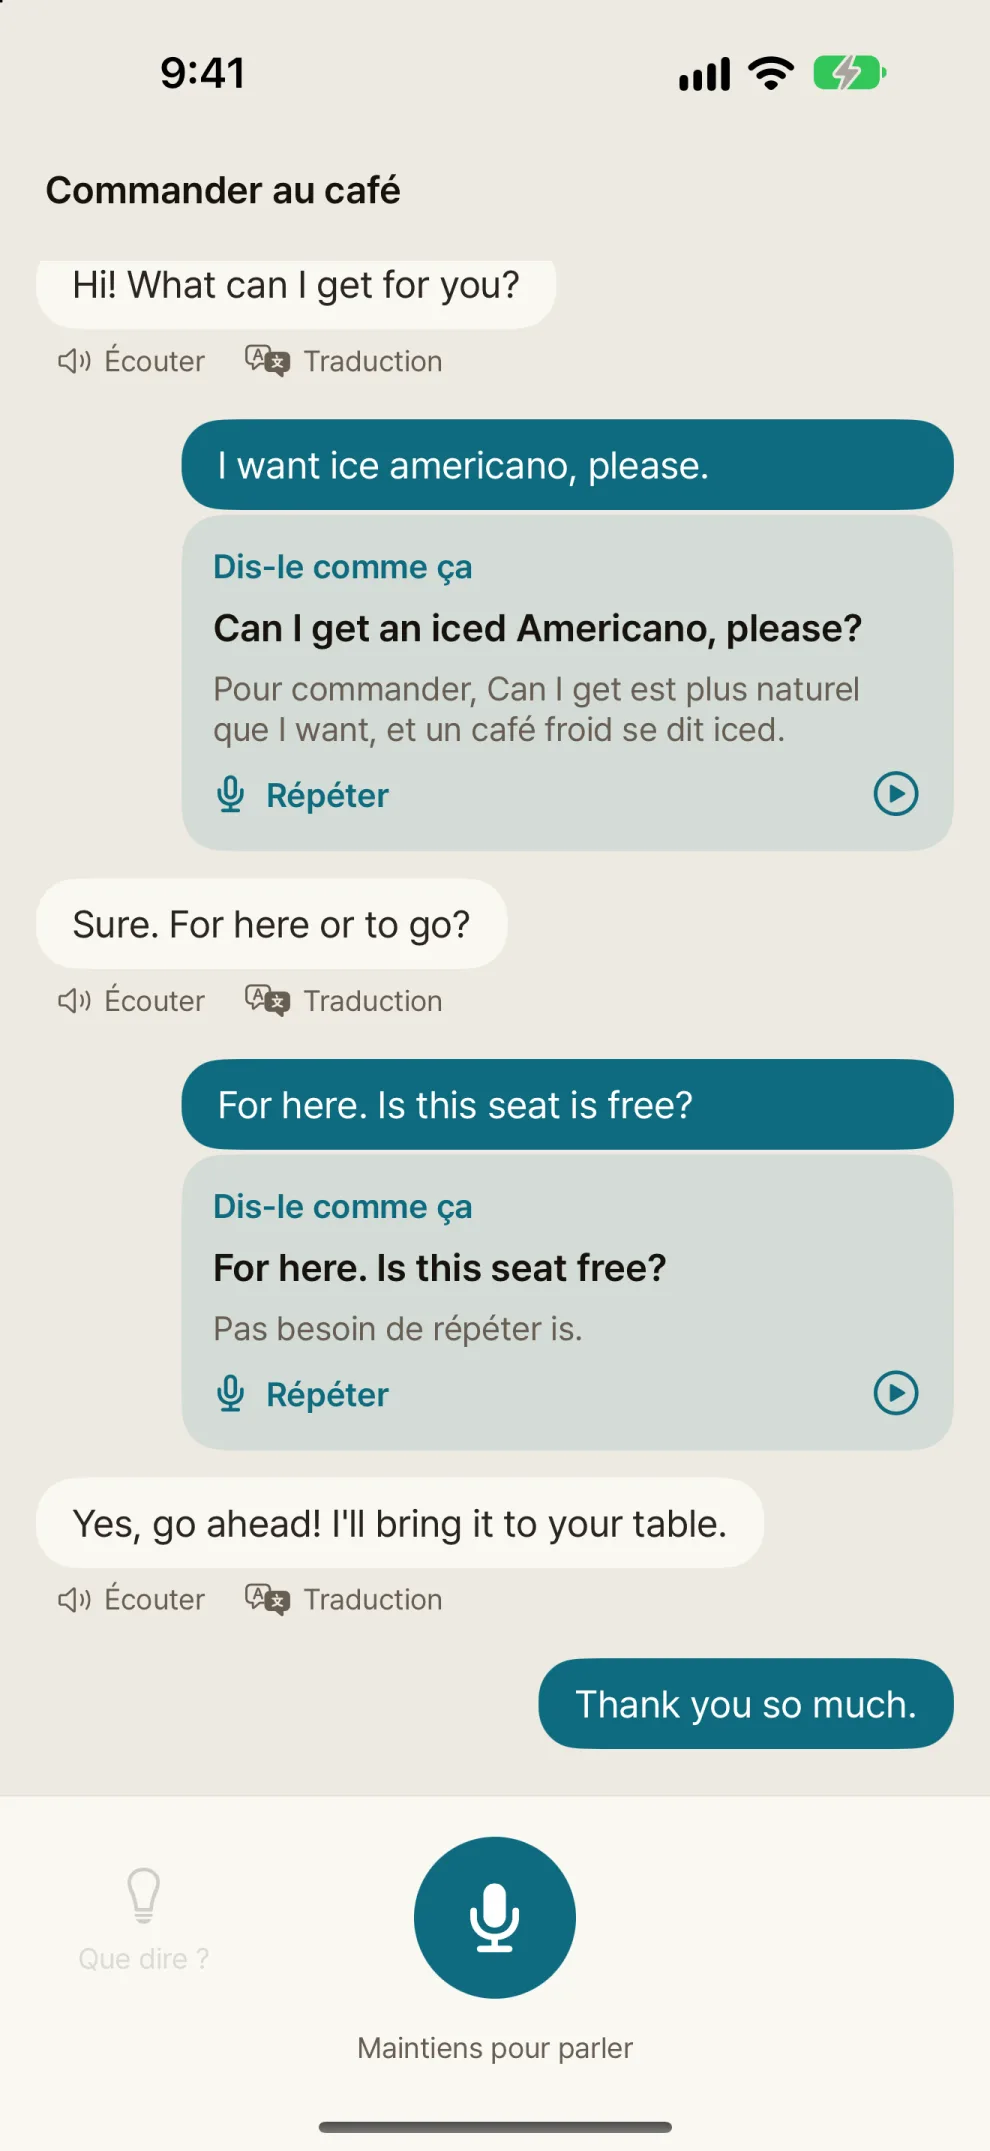 9:41
Commander au café
Hi! What can I get for you?
Écouter Traduction
I want ice americano, please.
Dis-le comme ça
Can I get an iced Americano, please?
Pour commander, Can I get est plus naturel
que I want, et un café froid se dit iced.
Répéter
Sure. For here or to go?
Écouter Traduction
For here. Is this seat is free?
Dis-le comme ça
For here. Is this seat free?
Pas besoin de répéter is.
Répéter
Yes, go ahead! I'll bring it to your table.
Écouter Traduction
Thank you so much.
Que dire ?
Maintiens pour parler